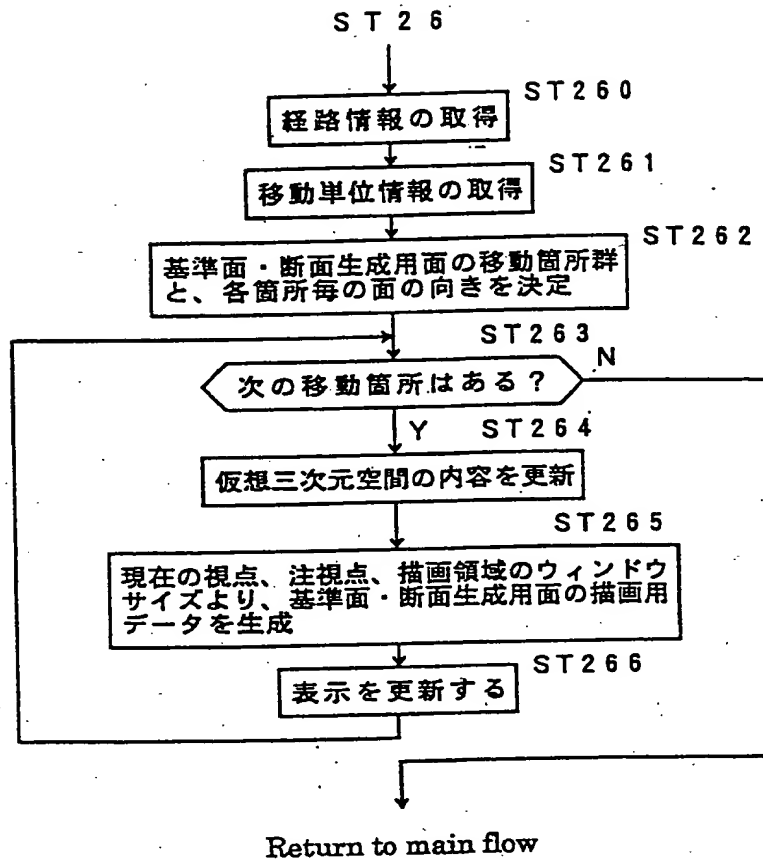 ST26
ST260
経路情報の取得
ST261
移動単位情報の取得
ST262
基準面・断面生成用面の移動箇所群
と、各箇所毎の面の向きを決定
ST263
次の移動箇所はある?
N
Y
ST264
仮想三次元空間の内容を更新
ST265
現在の視点、注視点、描画領域のウィンドウ
サイズより、基準面・断面生成用面の描画用
データを生成
ST266
表示を更新する
Return to main flow